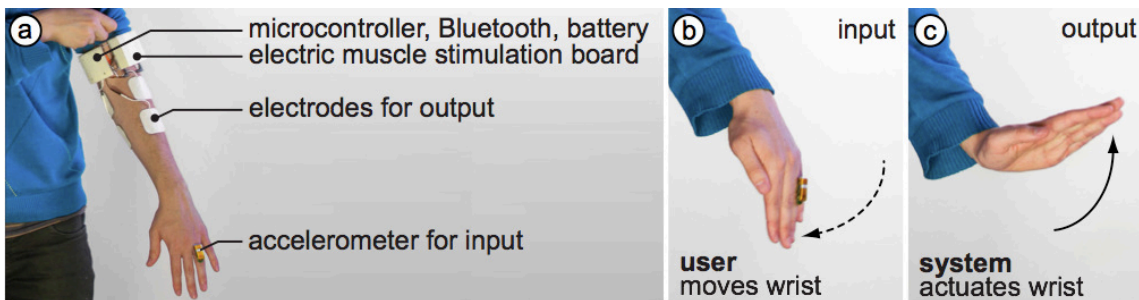 a
microcontroller, Bluetooth, battery
electric muscle stimulation board
electrodes for output
accelerometer for input
b
input
user
moves wrist
c
output
system
actuates wrist